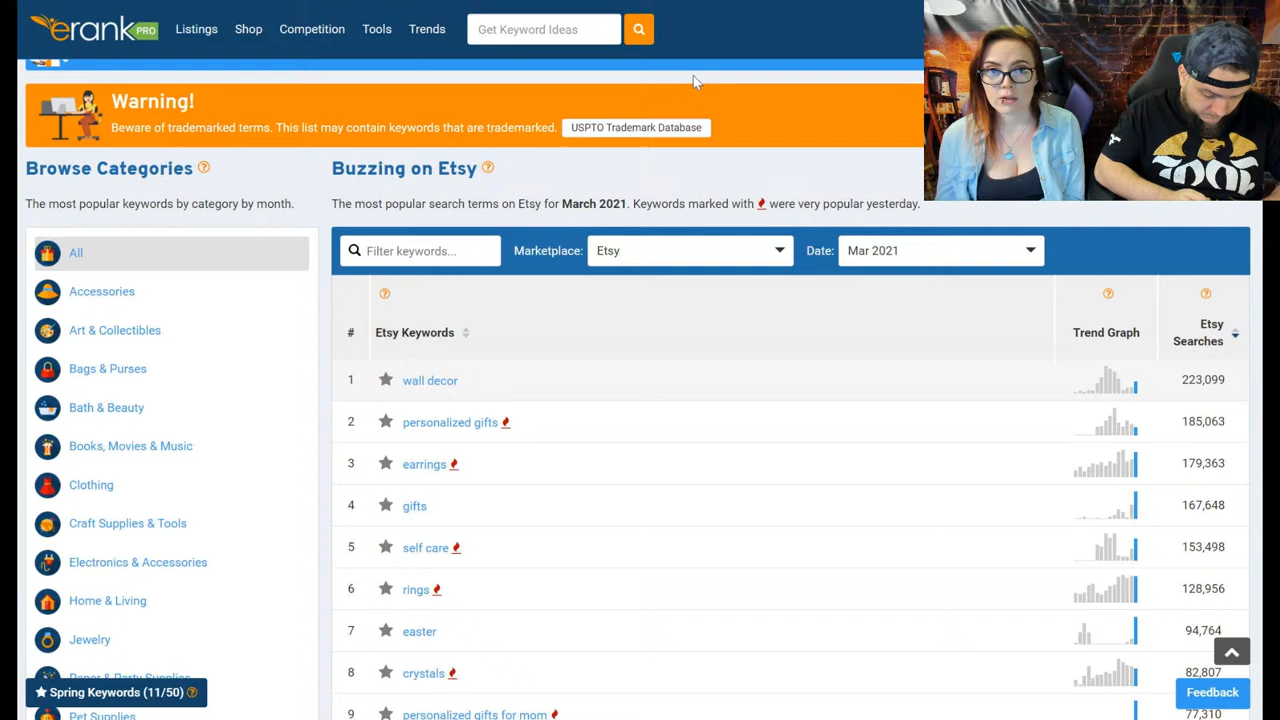 erank PRO
Listings Shop Competition Tools Trends Get Keyword Ideas
Warning!
Beware of trademarked terms. This list may contain keywords that are trademarked. USPTO Trademark Database
Browse Categories ?
The most popular keywords by category by month.
All
Accessories
Art & Collectibles
Bags & Purses
Bath & Beauty
Books, Movies & Music
Clothing
Craft Supplies & Tools
Electronics & Accessories
Home & Living
Jewelry
Paper & Party Supplies
Pet Supplies
Spring Keywords (11/50) ?
Buzzing on Etsy ?
The most popular search terms on Etsy for March 2021. Keywords marked with were very popular yesterday.
Filter keywords... Marketplace: Etsy Date: Mar 2021
? ? ?
# Etsy Keywords Trend Graph Etsy Searches
1 wall decor 223,099
2 personalized gifts 185,063
3 earrings 179,363
4 gifts 167,648
5 self care 153,498
6 rings 128,956
7 easter 94,764
8 crystals 82,807
9 personalized gifts for mom 77,310
Feedback